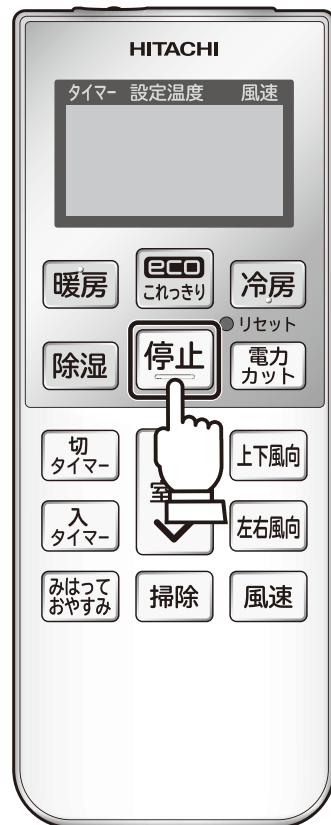 HITACHI
タイマー 設定温度 風速
暖房
eco
これっきり
冷房
リセット
除湿
停止
電力
カット
切
タイマー
室
上下風向
入
タイマー
左右風向
みはって
おやすみ
掃除
風速